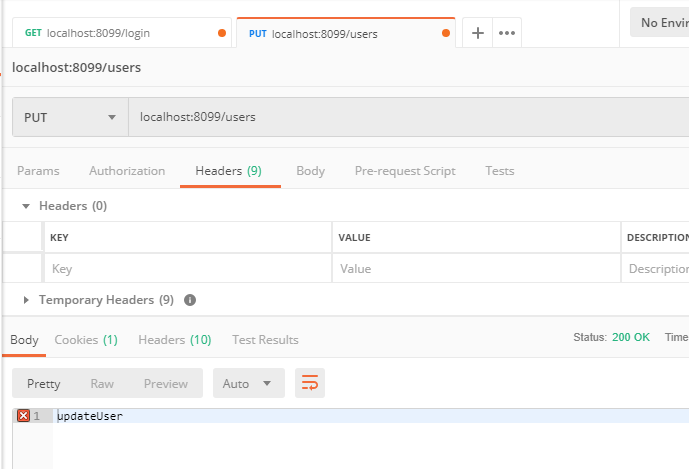 GET localhost:8099/login PUT localhost:8099/users + ••• No Envir
localhost:8099/users
PUT localhost:8099/users
Params Authorization Headers (9) Body Pre-request Script Tests
Headers (0)
KEY VALUE DESCRIPTION
Key Value Description
Temporary Headers (9) i
Body Cookies (1) Headers (10) Test Results Status: 200 OK Time
Pretty Raw Preview Auto
1 updateUser